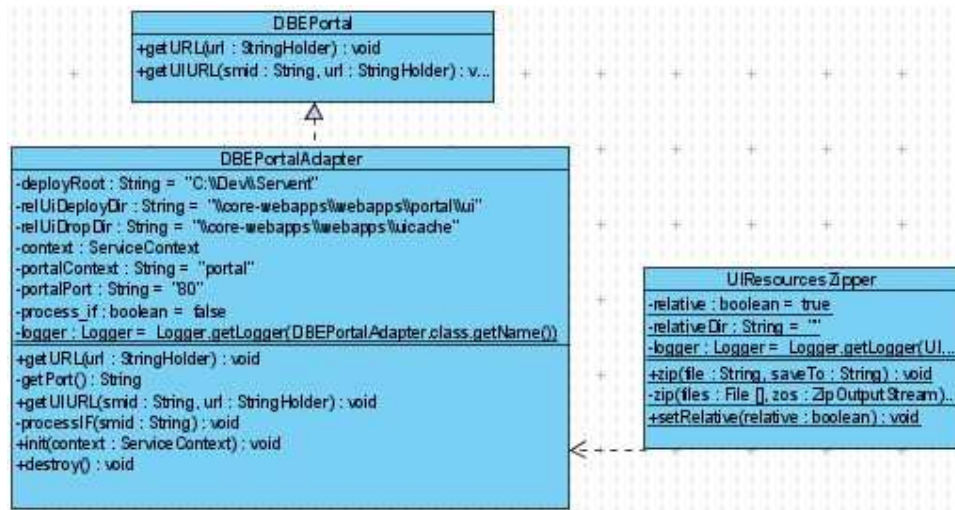 DBEPortal
+getURL(url : StringHolder) : void
+getUIURL(smid : String, url : StringHolder) : v...
DBEPortalAdapter
-deployRoot : String = "C:\\Dev\\Servent"
-relUiDeployDir : String = "\\core-webapps\\webapps\\portal\\ui"
-relUiDropDir : String = "\\core-webapps\\webapps\\uicache"
-context : ServiceContext
-portalContext : String = "portal"
-portalPort : String = "80"
-process_if : boolean = false
-logger : Logger = Logger.getLogger(DBEPortalAdapter.class.getName())
+getURL(url : StringHolder) : void
-getPort() : String
+getUIURL(smid : String, url : StringHolder) : void
-processIF(smid : String) : void
+init(context : ServiceContext) : void
+destroy() : void
UIResourcesZipper
-relative : boolean = true
-relativeDir : String = ""
-logger : Logger = Logger.getLogger(UI...
+zip(file : String, saveTo : String) : void
-zip(files : File [], zos : ZipOutputStream)...
+setRelative(relative : boolean) : void